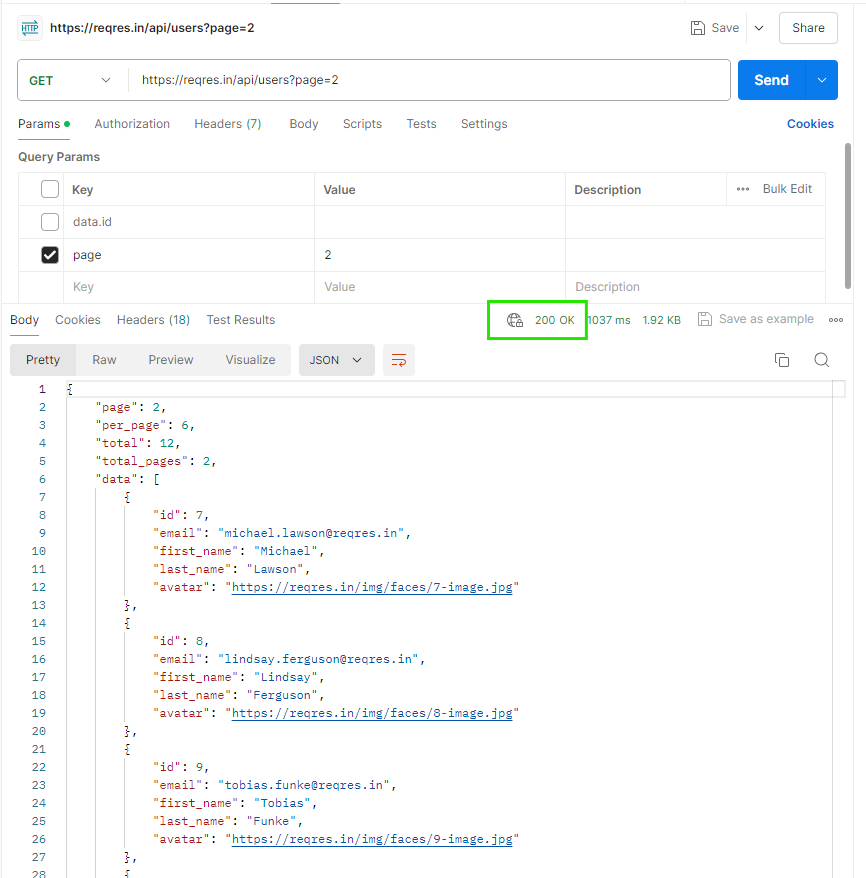 HTTP https://reqres.in/api/users?page=2 Save Share
GET https://reqres.in/api/users?page=2 Send
Params Authorization Headers (7) Body Scripts Tests Settings Cookies
Query Params
Key Value Description Bulk Edit
data.id
page 2
Key Value Description
Body Cookies Headers (18) Test Results 200 OK 1037 ms 1.92 KB Save as example
Pretty Raw Preview Visualize JSON
1 {
2 "page": 2,
3 "per_page": 6,
4 "total": 12,
5 "total_pages": 2,
6 "data": [
7 {
8 "id": 7,
9 "email": "michael.lawson@reqres.in",
10 "first_name": "Michael",
11 "last_name": "Lawson",
12 "avatar": "https://reqres.in/img/faces/7-image.jpg"
13 },
14 {
15 "id": 8,
16 "email": "lindsay.ferguson@reqres.in",
17 "first_name": "Lindsay",
18 "last_name": "Ferguson",
19 "avatar": "https://reqres.in/img/faces/8-image.jpg"
20 },
21 {
22 "id": 9,
23 "email": "tobias.funke@reqres.in",
24 "first_name": "Tobias",
25 "last_name": "Funke",
26 "avatar": "https://reqres.in/img/faces/9-image.jpg"
27 },
28 {